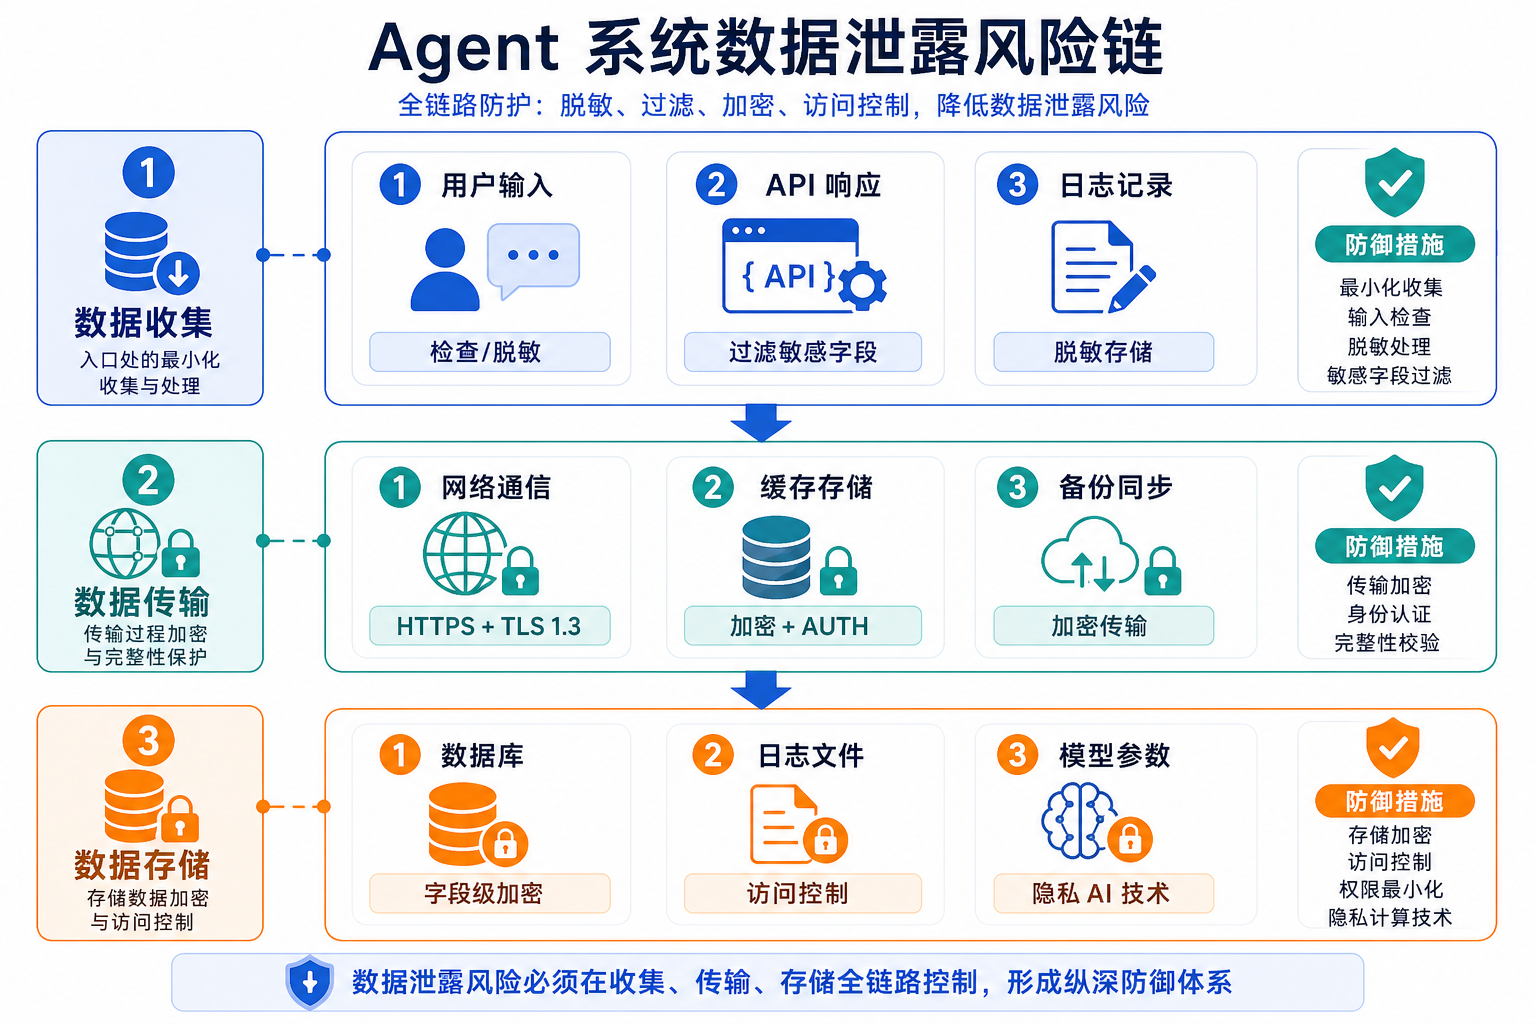 Agent 系统数据泄露风险链
全链路防护：脱敏、过滤、加密、访问控制，降低数据泄露风险
1
数据收集
入口处的最小化
收集与处理
1 用户输入
检查/脱敏
2 API 响应
{ API }
过滤敏感字段
3 日志记录
脱敏存储
防御措施
最小化收集
输入检查
脱敏处理
敏感字段过滤
2
数据传输
传输过程加密
与完整性保护
1 网络通信
HTTPS + TLS 1.3
2 缓存存储
加密 + AUTH
3 备份同步
加密传输
防御措施
传输加密
身份认证
完整性校验
3
数据存储
存储数据加密
与访问控制
1 数据库
字段级加密
2 日志文件
访问控制
3 模型参数
隐私 AI 技术
防御措施
存储加密
访问控制
权限最小化
隐私计算技术
数据泄露风险必须在收集、传输、存储全链路控制，形成纵深防御体系